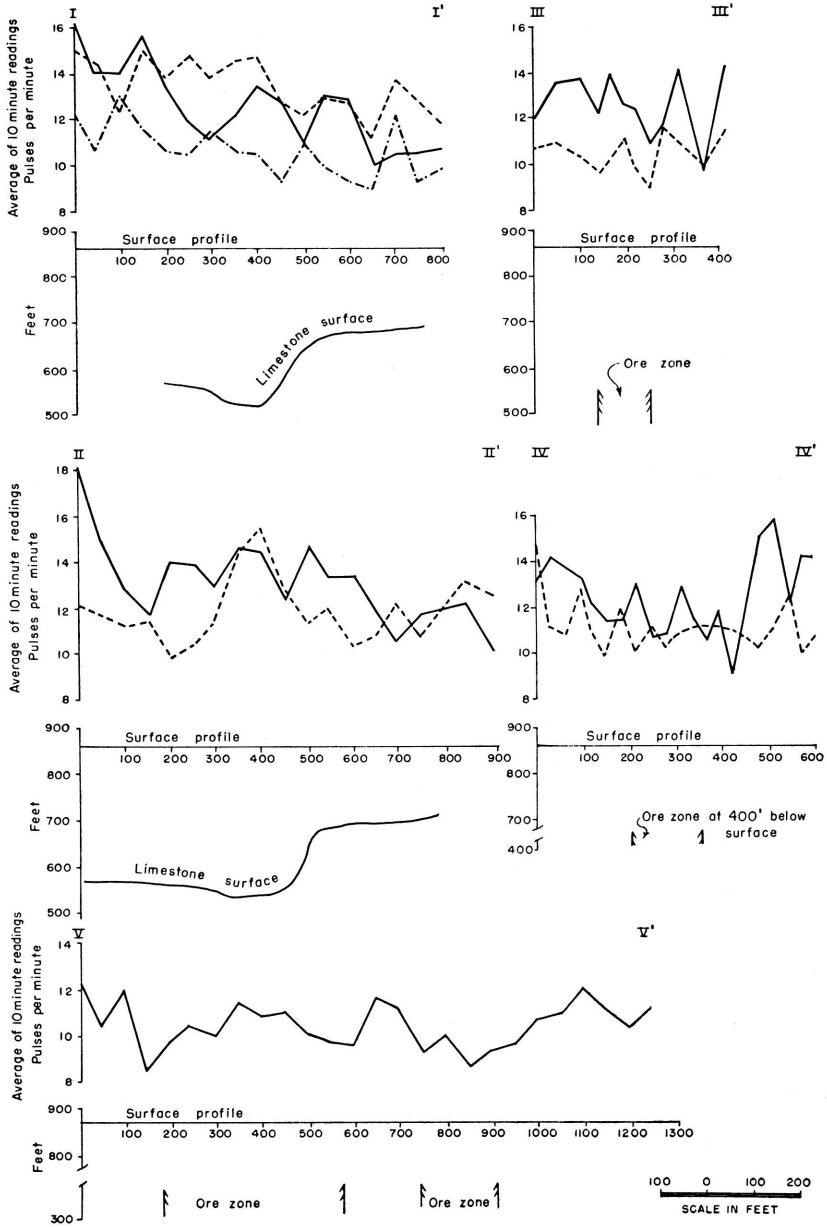 I I'
Average of 10 minute readings
Pulses per minute
16
14
12
10
8
Surface profile
100 200 300 400 500 600 700 800
Feet
900
800
700
600
500
Limestone surface
III III'
16
14
12
10
8
Surface profile
100 200 300 400
900
800
700
600
500
Ore zone
II II'
Average of 10 minute readings
Pulses per minute
18
16
14
12
10
8
Surface profile
100 200 300 400 500 600 700 800 900
Feet
900
800
700
600
500
Limestone surface
IV IV'
16
14
12
10
8
Surface profile
100 200 300 400 500 600
900
800
700
400
Ore zone at 400' below
surface
V V'
Average of 10 minute readings
Pulses per minute
14
12
10
8
Surface profile
100 200 300 400 500 600 700 800 900 1000 1100 1200 1300
Feet
900
800
300
Ore zone Ore zone
100 0 100 200
SCALE IN FEET